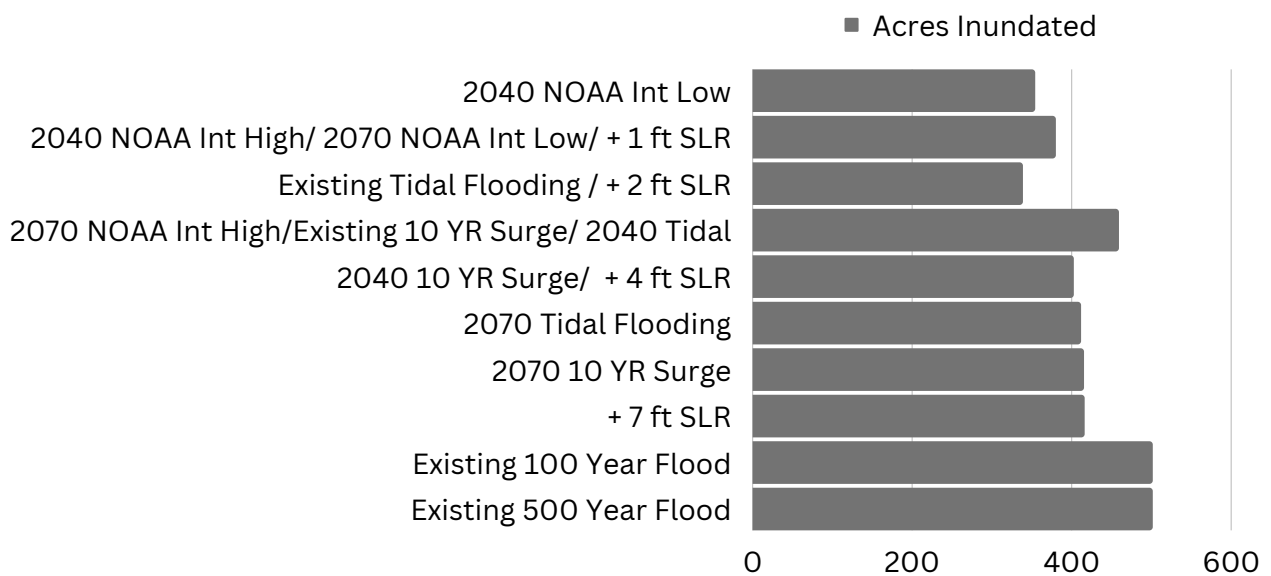 Acres Inundated
2040 NOAA Int Low
2040 NOAA Int High/ 2070 NOAA Int Low/ + 1 ft SLR
Existing Tidal Flooding / + 2 ft SLR
2070 NOAA Int High/Existing 10 YR Surge/ 2040 Tidal
2040 10 YR Surge/  + 4 ft SLR
2070 Tidal Flooding
2070 10 YR Surge
+ 7 ft SLR
Existing 100 Year Flood
Existing 500 Year Flood
0 200 400 600